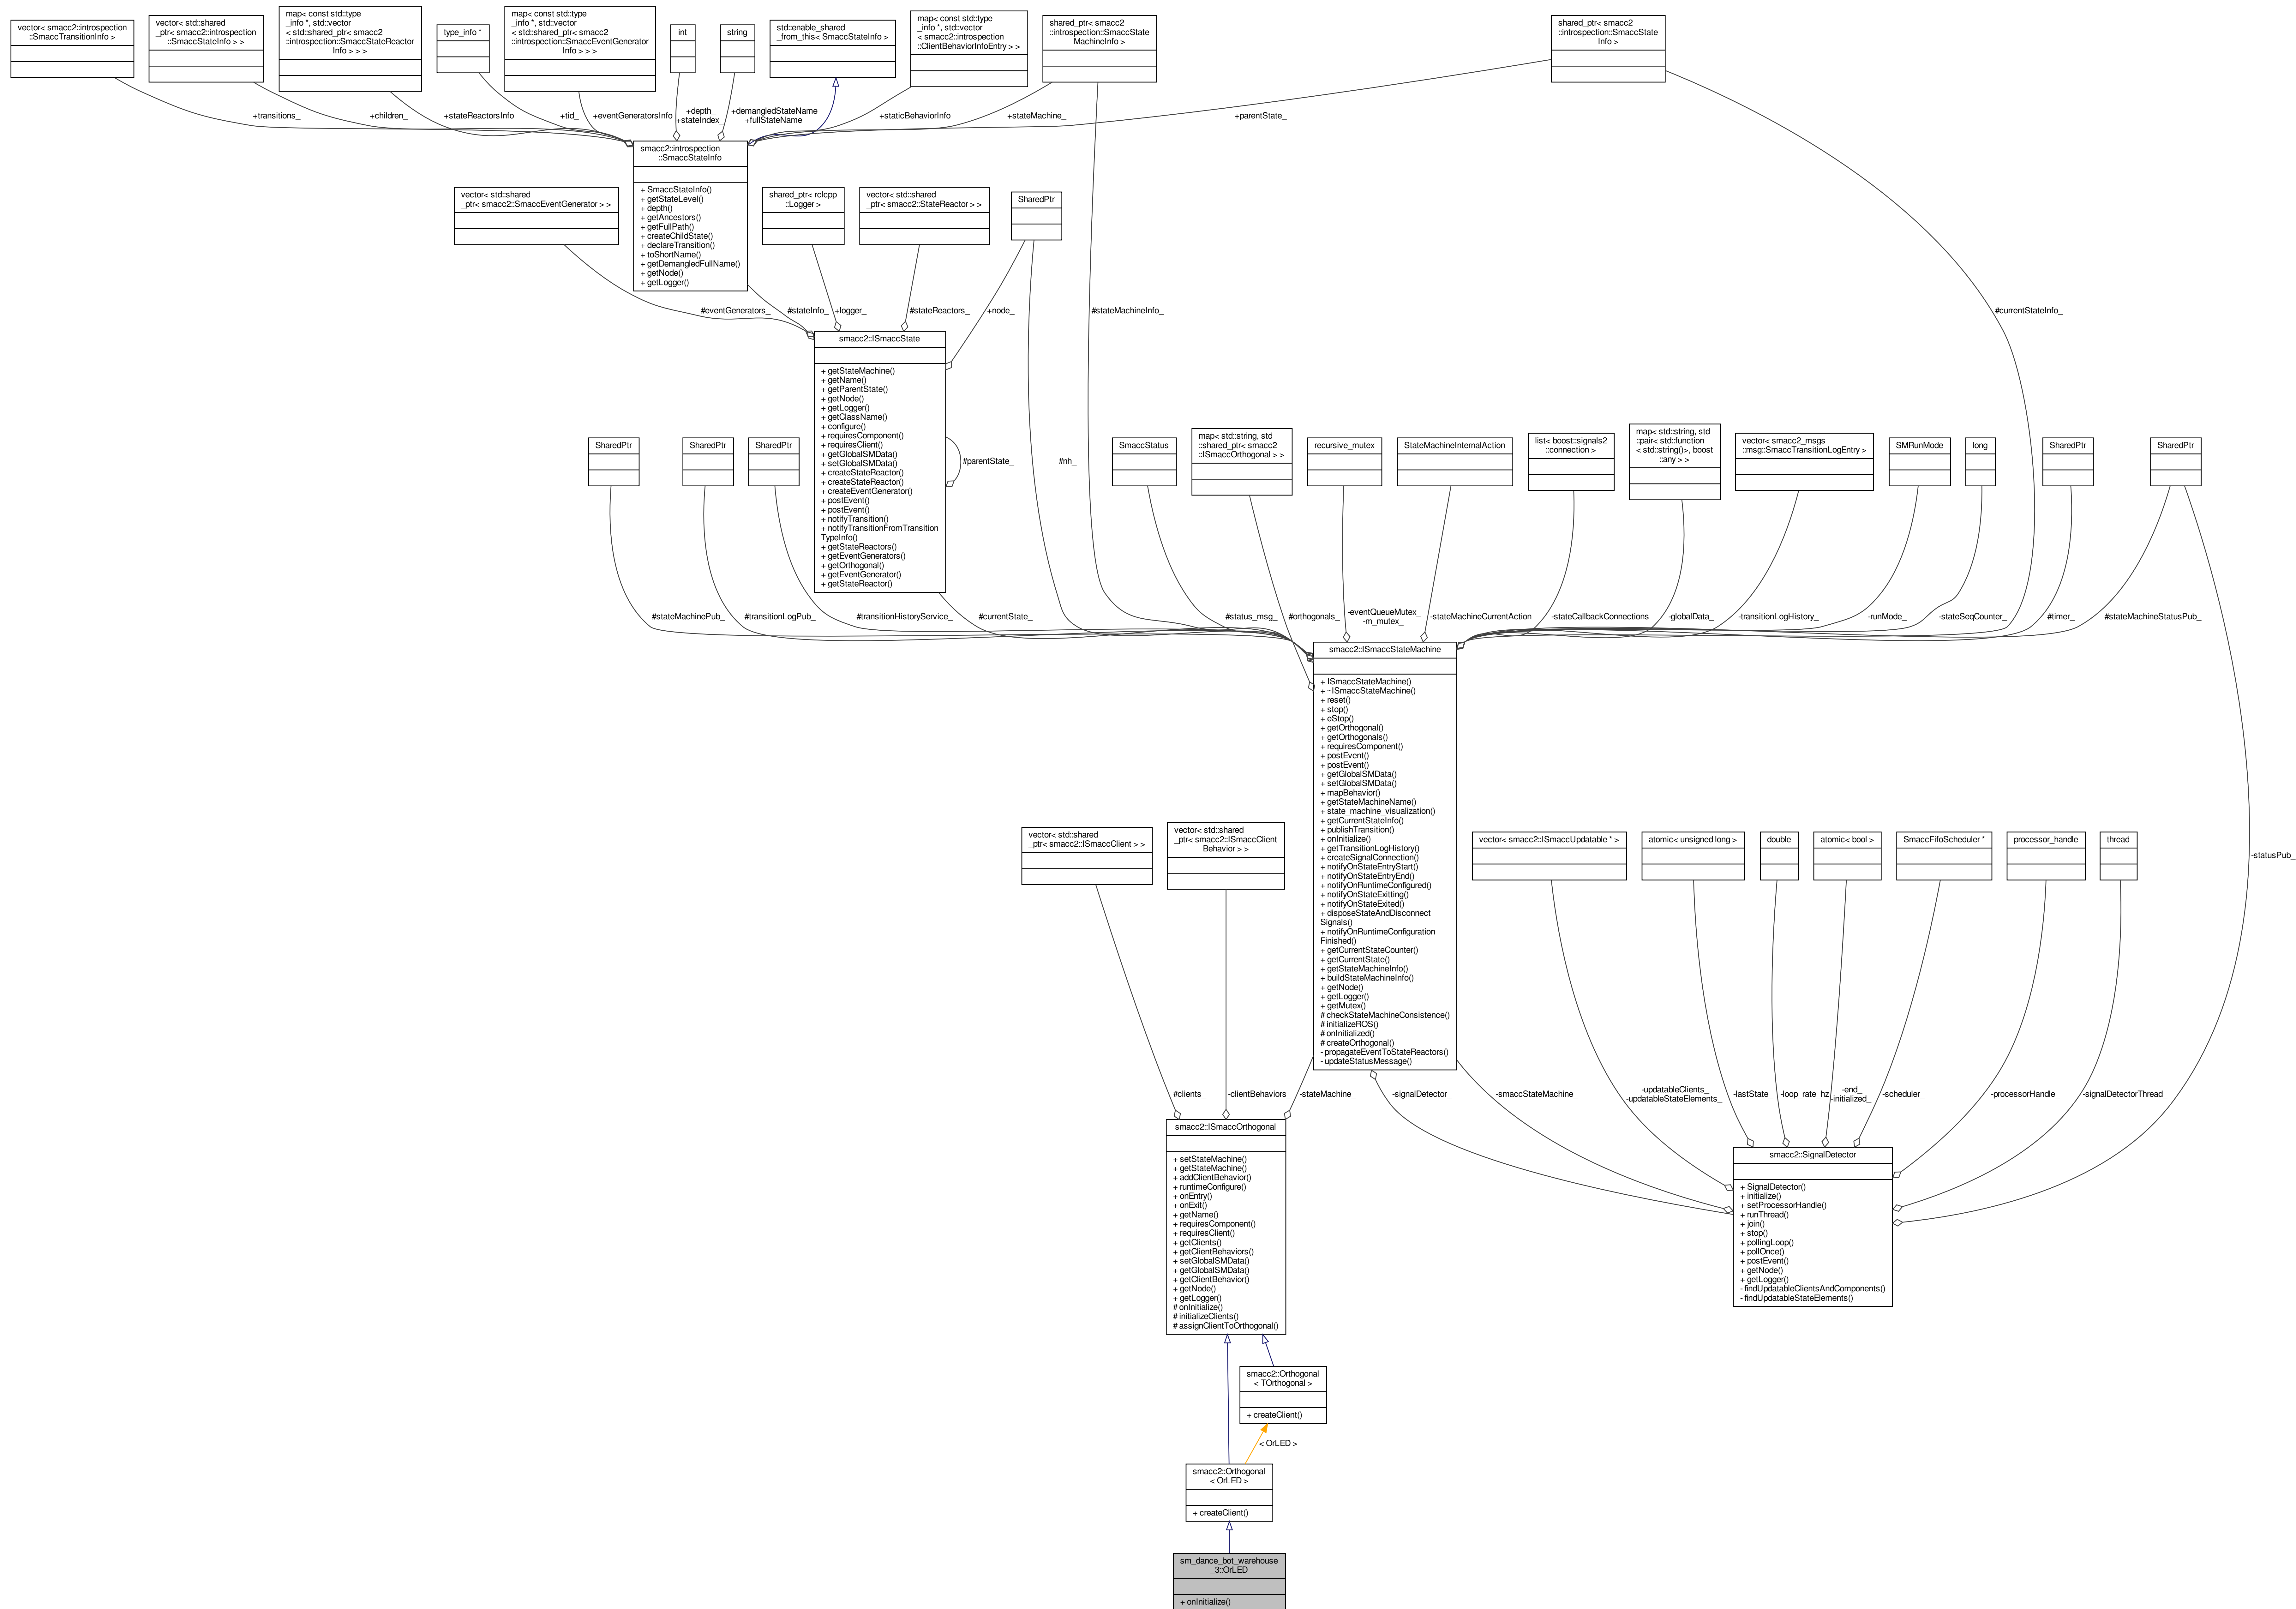 vector< smacc2::introspection
::SmaccTransitionInfo >
vector< std::shared
_ptr< smacc2::introspection
::SmaccStateInfo > >
map< const std::type
_info *, std::vector
< std::shared_ptr< smacc2
::introspection::SmaccStateReactor
Info > > >
type_info *
map< const std::type
_info *, std::vector
< std::shared_ptr< smacc2
::introspection::SmaccEventGenerator
Info > > >
int
string
std::enable_shared
_from_this< SmaccStateInfo >
map< const std::type
_info *, std::vector
< smacc2::introspection
::ClientBehaviorInfoEntry > >
shared_ptr< smacc2
::introspection::SmaccState
MachineInfo >
shared_ptr< smacc2
::introspection::SmaccState
Info >
+transitions_
+children_
+stateReactorsInfo
+tid_
+eventGeneratorsInfo
+depth_
+stateIndex_
+demangledStateName
+fullStateName
+staticBehaviorInfo
+stateMachine_
+parentState_
smacc2::introspection
::SmaccStateInfo
+ SmaccStateInfo()
+ getStateLevel()
+ depth()
+ getAncestors()
+ getFullPath()
+ createChildState()
+ declareTransition()
+ toShortName()
+ getDemangledFullName()
+ getNode()
+ getLogger()
vector< std::shared
_ptr< smacc2::SmaccEventGenerator > >
shared_ptr< rclcpp
::Logger >
vector< std::shared
_ptr< smacc2::StateReactor > >
SharedPtr
#eventGenerators_
#stateInfo_
+logger_
#stateReactors_
+node_
#stateMachineInfo_
#currentStateInfo_
smacc2::ISmaccState
+ getStateMachine()
+ getName()
+ getParentState()
+ getNode()
+ getLogger()
+ getClassName()
+ configure()
+ requiresComponent()
+ requiresClient()
+ getGlobalSMData()
+ setGlobalSMData()
+ createStateReactor()
+ createStateReactor()
+ createEventGenerator()
+ postEvent()
+ postEvent()
+ notifyTransition()
+ notifyTransitionFromTransition
TypeInfo()
+ getStateReactors()
+ getEventGenerators()
+ getOrthogonal()
+ getEventGenerator()
+ getStateReactor()
#parentState_
#nh_
SharedPtr
SharedPtr
SharedPtr
SmaccStatus
map< std::string, std
::shared_ptr< smacc2
::ISmaccOrthogonal > >
recursive_mutex
StateMachineInternalAction
list< boost::signals2
::connection >
map< std::string, std
::pair< std::function
< std::string()>, boost
::any > >
vector< smacc2_msgs
::msg::SmaccTransitionLogEntry >
SMRunMode
long
SharedPtr
SharedPtr
#stateMachinePub_
#transitionLogPub_
#transitionHistoryService_
#currentState_
#status_msg_
#orthogonals_
-eventQueueMutex_
-m_mutex_
-stateMachineCurrentAction
-stateCallbackConnections
-globalData_
-transitionLogHistory_
-runMode_
-stateSeqCounter_
#timer_
#stateMachineStatusPub_
smacc2::ISmaccStateMachine
+ ISmaccStateMachine()
+ ~ISmaccStateMachine()
+ reset()
+ stop()
+ eStop()
+ getOrthogonal()
+ getOrthogonals()
+ requiresComponent()
+ postEvent()
+ postEvent()
+ getGlobalSMData()
+ setGlobalSMData()
+ mapBehavior()
+ getStateMachineName()
+ state_machine_visualization()
+ getCurrentStateInfo()
+ publishTransition()
+ onInitialize()
+ getTransitionLogHistory()
+ createSignalConnection()
+ notifyOnStateEntryStart()
+ notifyOnStateEntryEnd()
+ notifyOnRuntimeConfigured()
+ notifyOnStateExitting()
+ notifyOnStateExited()
+ disposeStateAndDisconnect
Signals()
+ notifyOnRuntimeConfiguration
Finished()
+ getCurrentStateCounter()
+ getCurrentState()
+ getStateMachineInfo()
+ buildStateMachineInfo()
+ getNode()
+ getLogger()
+ getMutex()
# checkStateMachineConsistence()
# initializeROS()
# onInitialized()
# createOrthogonal()
- propagateEventToStateReactors()
- updateStatusMessage()
vector< std::shared
_ptr< smacc2::ISmaccClient > >
vector< std::shared
_ptr< smacc2::ISmaccClient
Behavior > >
vector< smacc2::ISmaccUpdatable * >
atomic< unsigned long >
double
atomic< bool >
SmaccFifoScheduler *
processor_handle
thread
-statusPub_
#clients_
-clientBehaviors_
-stateMachine_
-signalDetector_
-smaccStateMachine_
-updatableClients_
-updatableStateElements_
-lastState_
-loop_rate_hz
-end_
-initialized_
-scheduler_
-processorHandle_
-signalDetectorThread_
smacc2::ISmaccOrthogonal
+ setStateMachine()
+ getStateMachine()
+ addClientBehavior()
+ runtimeConfigure()
+ onEntry()
+ onExit()
+ getName()
+ requiresComponent()
+ requiresClient()
+ getClients()
+ getClientBehaviors()
+ setGlobalSMData()
+ getGlobalSMData()
+ getClientBehavior()
+ getNode()
+ getLogger()
# onInitialize()
# initializeClients()
# assignClientToOrthogonal()
smacc2::SignalDetector
+ SignalDetector()
+ initialize()
+ setProcessorHandle()
+ runThread()
+ join()
+ stop()
+ pollingLoop()
+ pollOnce()
+ postEvent()
+ getNode()
+ getLogger()
- findUpdatableClientsAndComponents()
- findUpdatableStateElements()
smacc2::Orthogonal
< TOrthogonal >
+ createClient()
< OrLED >
smacc2::Orthogonal
< OrLED >
+ createClient()
sm_dance_bot_warehouse
_3::OrLED
+ onInitialize()